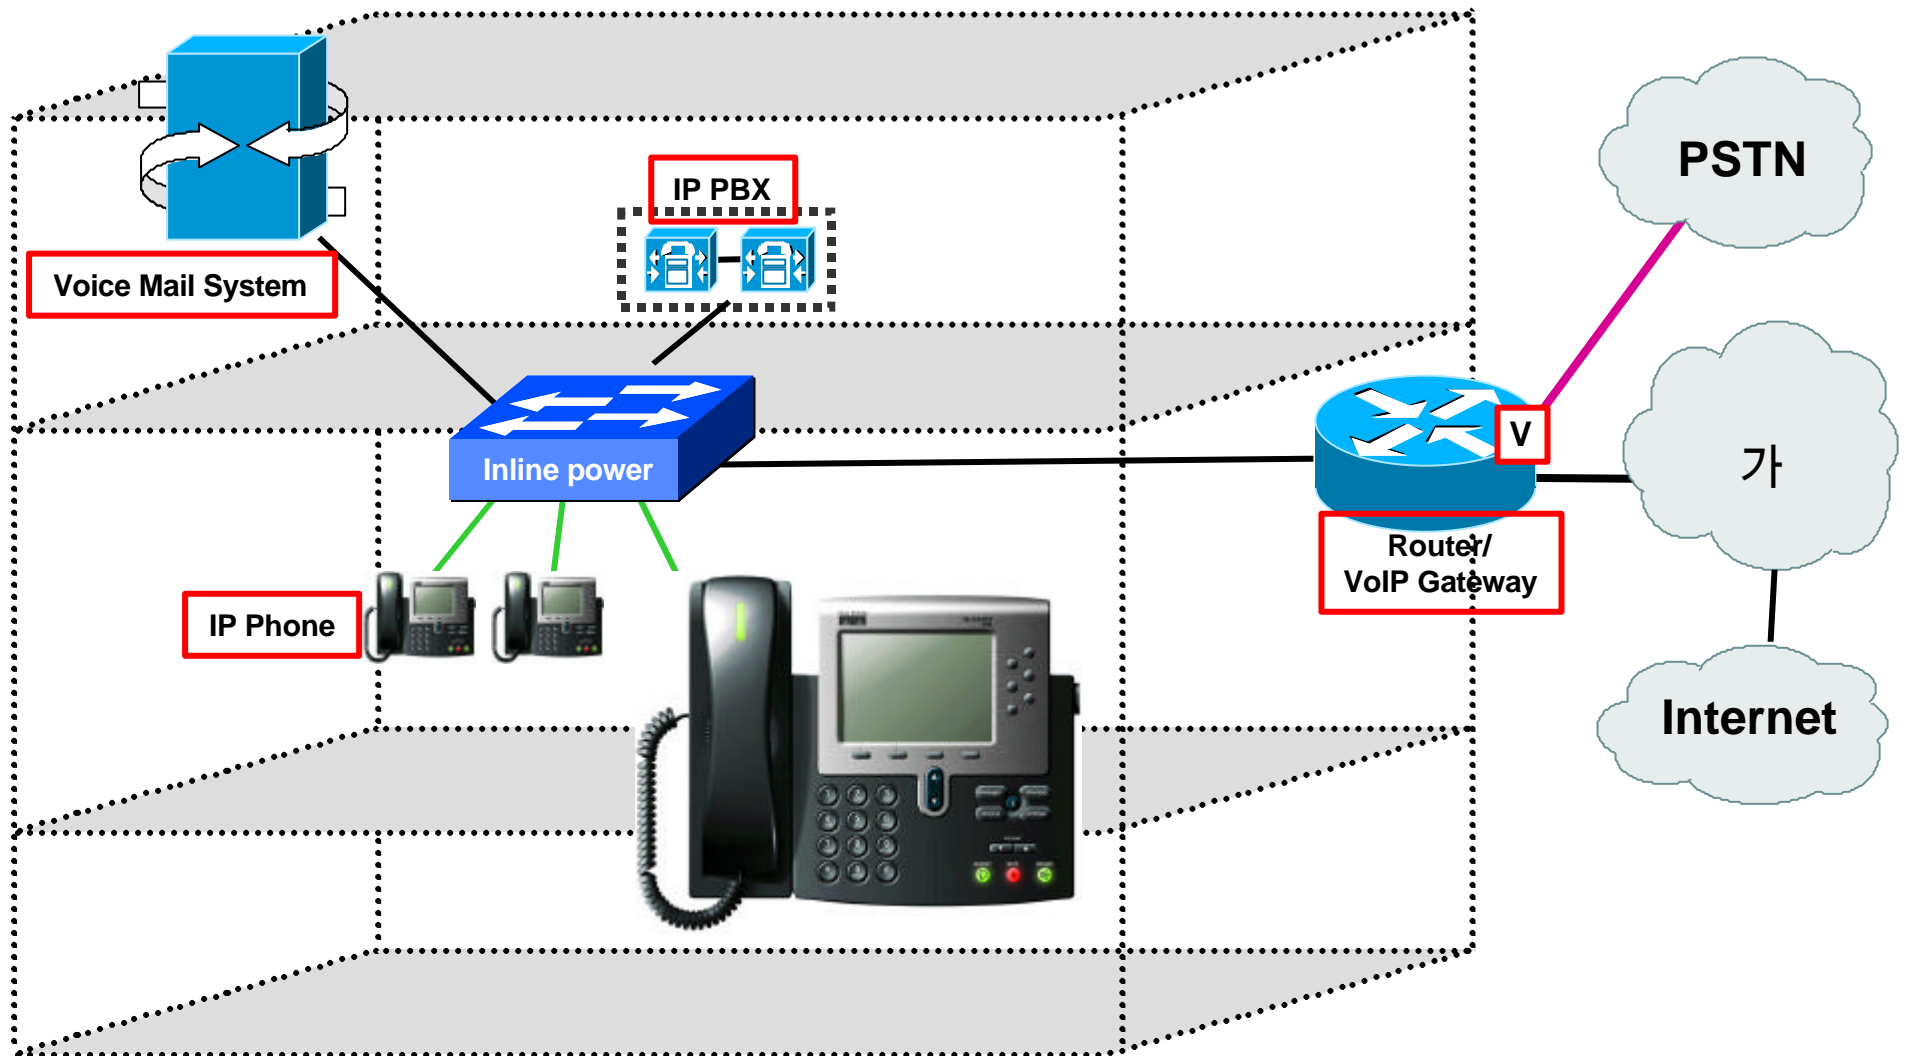 IP PBX
PSTN
Voice Mail System
V
가
Inline power
Router/
VoIP Gateway
IP Phone
Internet